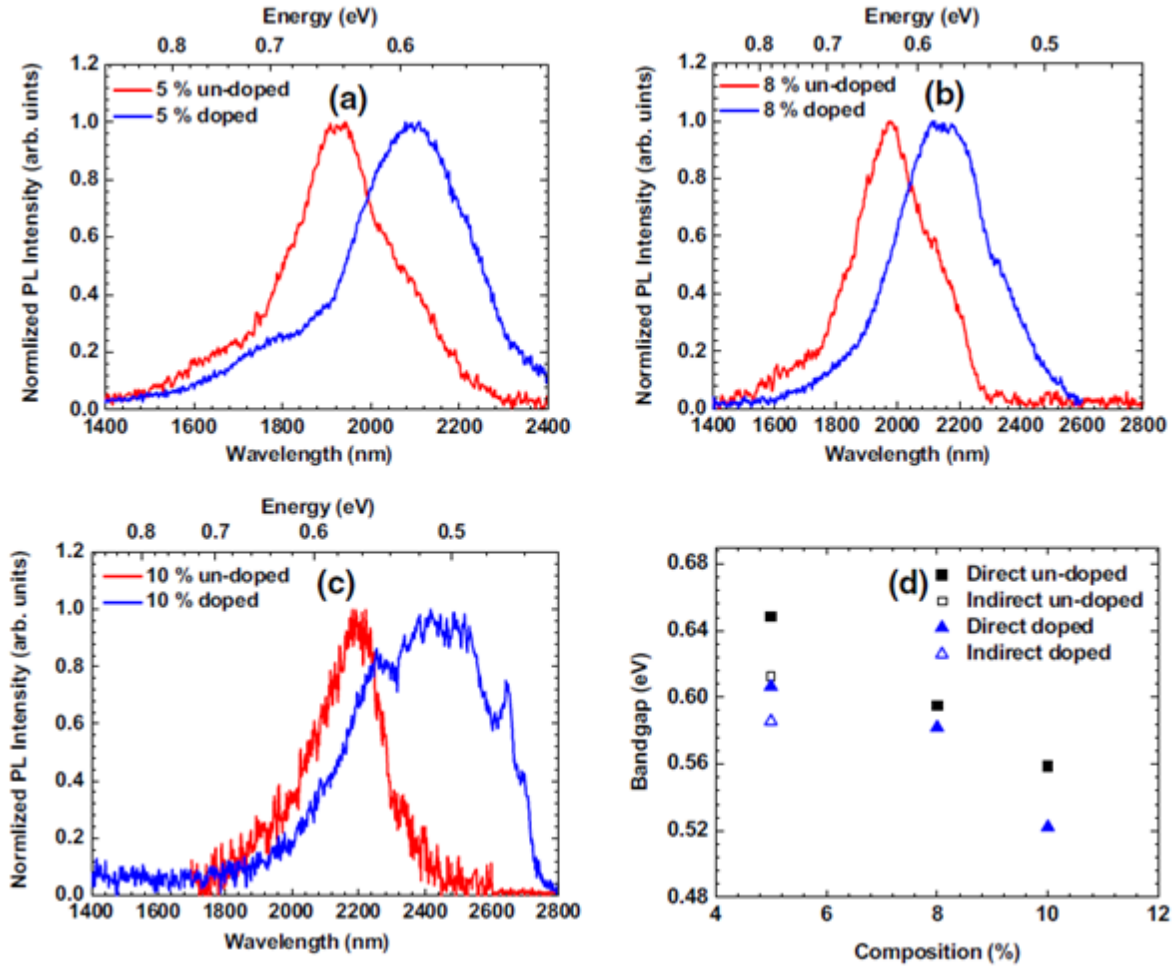 Energy (eV)
0.8 0.7 0.6
1.2
1.0
0.8
0.6
0.4
0.2
0.0
Normlized PL Intensity (arb. uints)
5 % un-doped
5 % doped
(a)
1400 1600 1800 2000 2200 2400
Wavelength (nm)
Energy (eV)
0.8 0.7 0.6 0.5
1.2
1.0
0.8
0.6
0.4
0.2
0.0
Normlized PL Intensity (arb. uints)
8 % un-doped
8 % doped
(b)
1400 1600 1800 2000 2200 2400 2600 2800
Wavelength (nm)
Energy (eV)
0.8 0.7 0.6 0.5
1.2
1.0
0.8
0.6
0.4
0.2
0.0
Normlized PL Intensity (arb. units)
10 % un-doped
10 % doped
(c)
1400 1600 1800 2000 2200 2400 2600 2800
Wavelength (nm)
0.68
0.64
0.60
0.56
0.52
0.48
Bandgap (eV)
(d)
Direct un-doped
Indirect un-doped
Direct doped
Indirect doped
4 6 8 10 12
Composition (%)